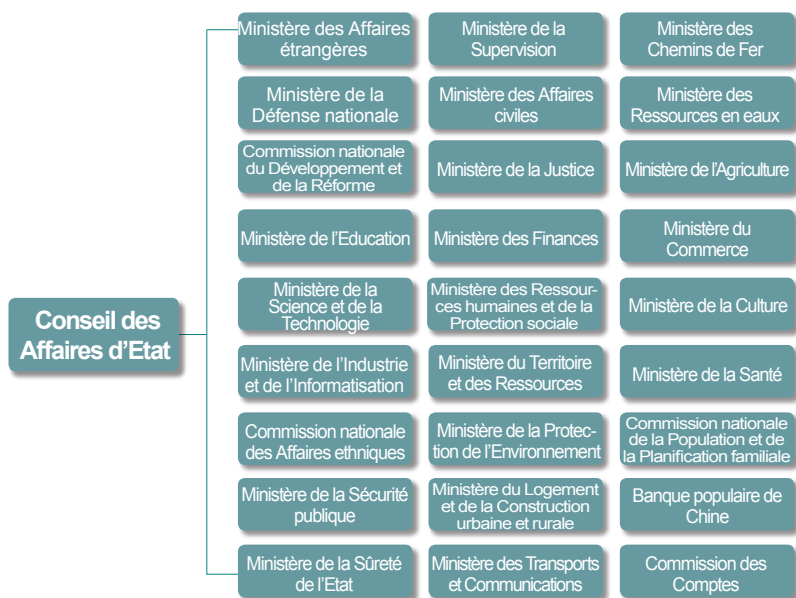 Conseil des
Affaires d'Etat
Ministère des Affaires
étrangères
Ministère de la
Supervision
Ministère des
Chemins de Fer
Ministère de la
Défense nationale
Ministère des Affaires
civiles
Ministère des
Ressources en eaux
Commission nationale
du Développement et
de la Réforme
Ministère de la Justice
Ministère de l'Agriculture
Ministère de l'Education
Ministère des Finances
Ministère du
Commerce
Ministère de la
Science et de la
Technologie
Ministère des Ressour-
ces humaines et de la
Protection sociale
Ministère de la Culture
Ministère de l'Industrie
et de l'Informatisation
Ministère du Territoire
et des Ressources
Ministère de la Santé
Commission nationale
des Affaires ethniques
Ministère de la Protec-
tion de l'Environnement
Commission nationale
de la Population et de
la Planification familiale
Ministère de la Sécurité
publique
Ministère du Logement
et de la Construction
urbaine et rurale
Banque populaire de
Chine
Ministère de la Sûreté
de l'Etat
Ministère des Transports
et Communications
Commission des
Comptes